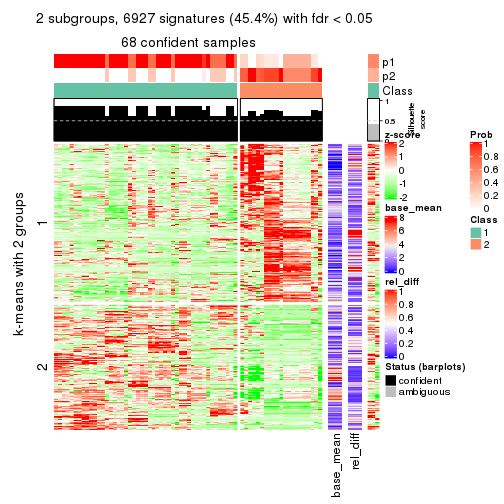 2 subgroups, 6927 signatures (45.4%) with fdr < 0.05
68 confident samples
p1
p2
Class
1
0.5
0
Silhouette
score
k-means with 2 groups
1
2
base_mean
rel_diff
z-score
2
1
0
-1
-2
base_mean
8
6
4
2
0
rel_diff
1
0.8
0.6
0.4
0.2
0
Status (barplots)
confident
ambiguous
Prob
1
0.8
0.6
0.4
0.2
0
Class
1
2